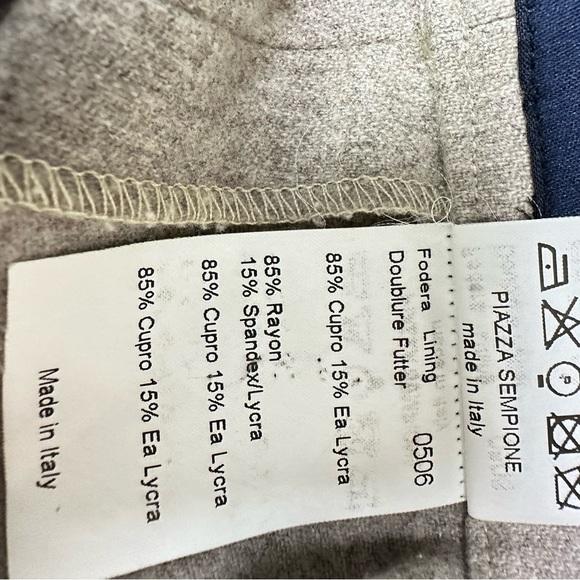 PIAZZA SEMPIONE
made in Italy
Fodera Lining 0506
Doublure Futter
85% Cupro 15% Ea Lycra
85% Rayon
15% Spandex/Lycra
85% Cupro 15% Ea Lycra
85% Cupro 15% Ea Lycra
Made in Italy